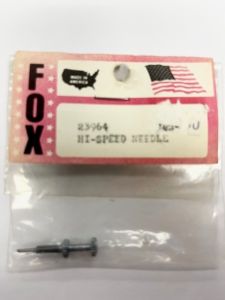 FOX
MADE IN
AMERICA
23964
HI-SPEED NEEDLE